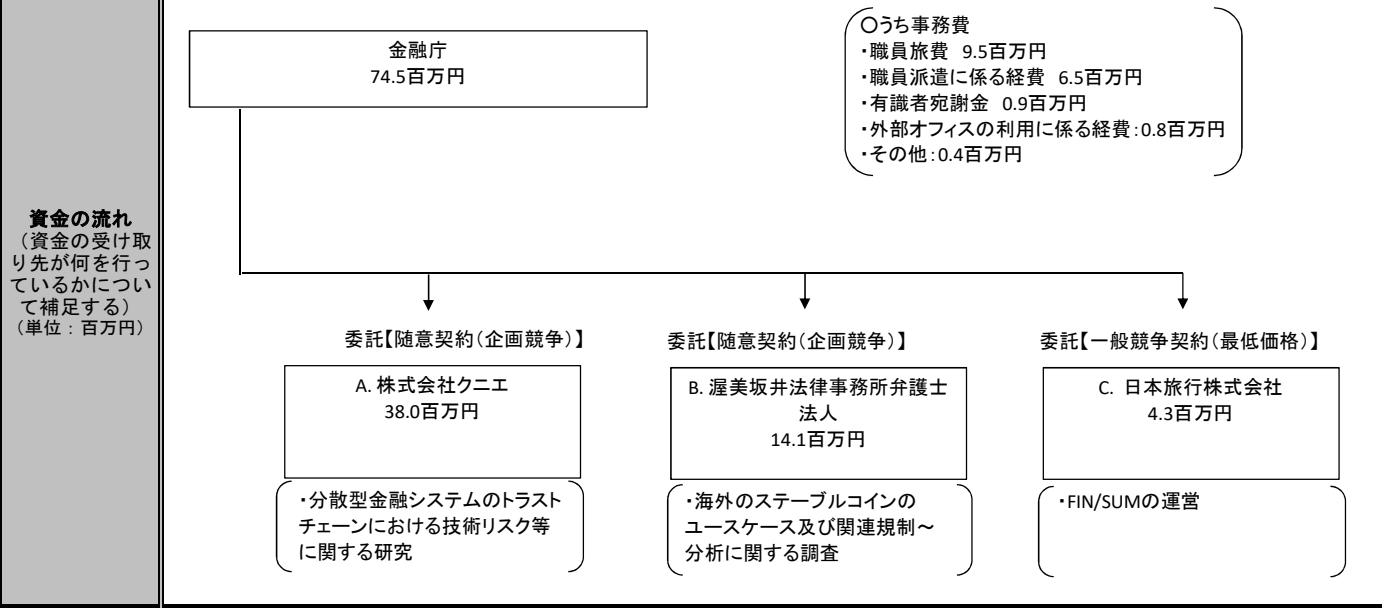 資金の流れ
（資金の受け取
り先が何を行っ
ているかについ
て補足する）
（単位：百万円）
金融庁
74.5百万円
〇うち事務費
・職員旅費　9.5百万円
・職員派遣に係る経費　6.5百万円
・有識者宛謝金　0.9百万円
・外部オフィスの利用に係る経費：0.8百万円
・その他：0.4百万円
委託【随意契約（企画競争）】
A. 株式会社クニエ
38.0百万円
・分散型金融システムのトラスト
チェーンにおける技術リスク等
に関する研究
委託【随意契約（企画競争）】
B. 渥美坂井法律事務所弁護士
法人
14.1百万円
・海外のステーブルコインの
ユースケース及び関連規制～
分析に関する調査
委託【一般競争契約（最低価格）】
C. 日本旅行株式会社
4.3百万円
・FIN/SUMの運営